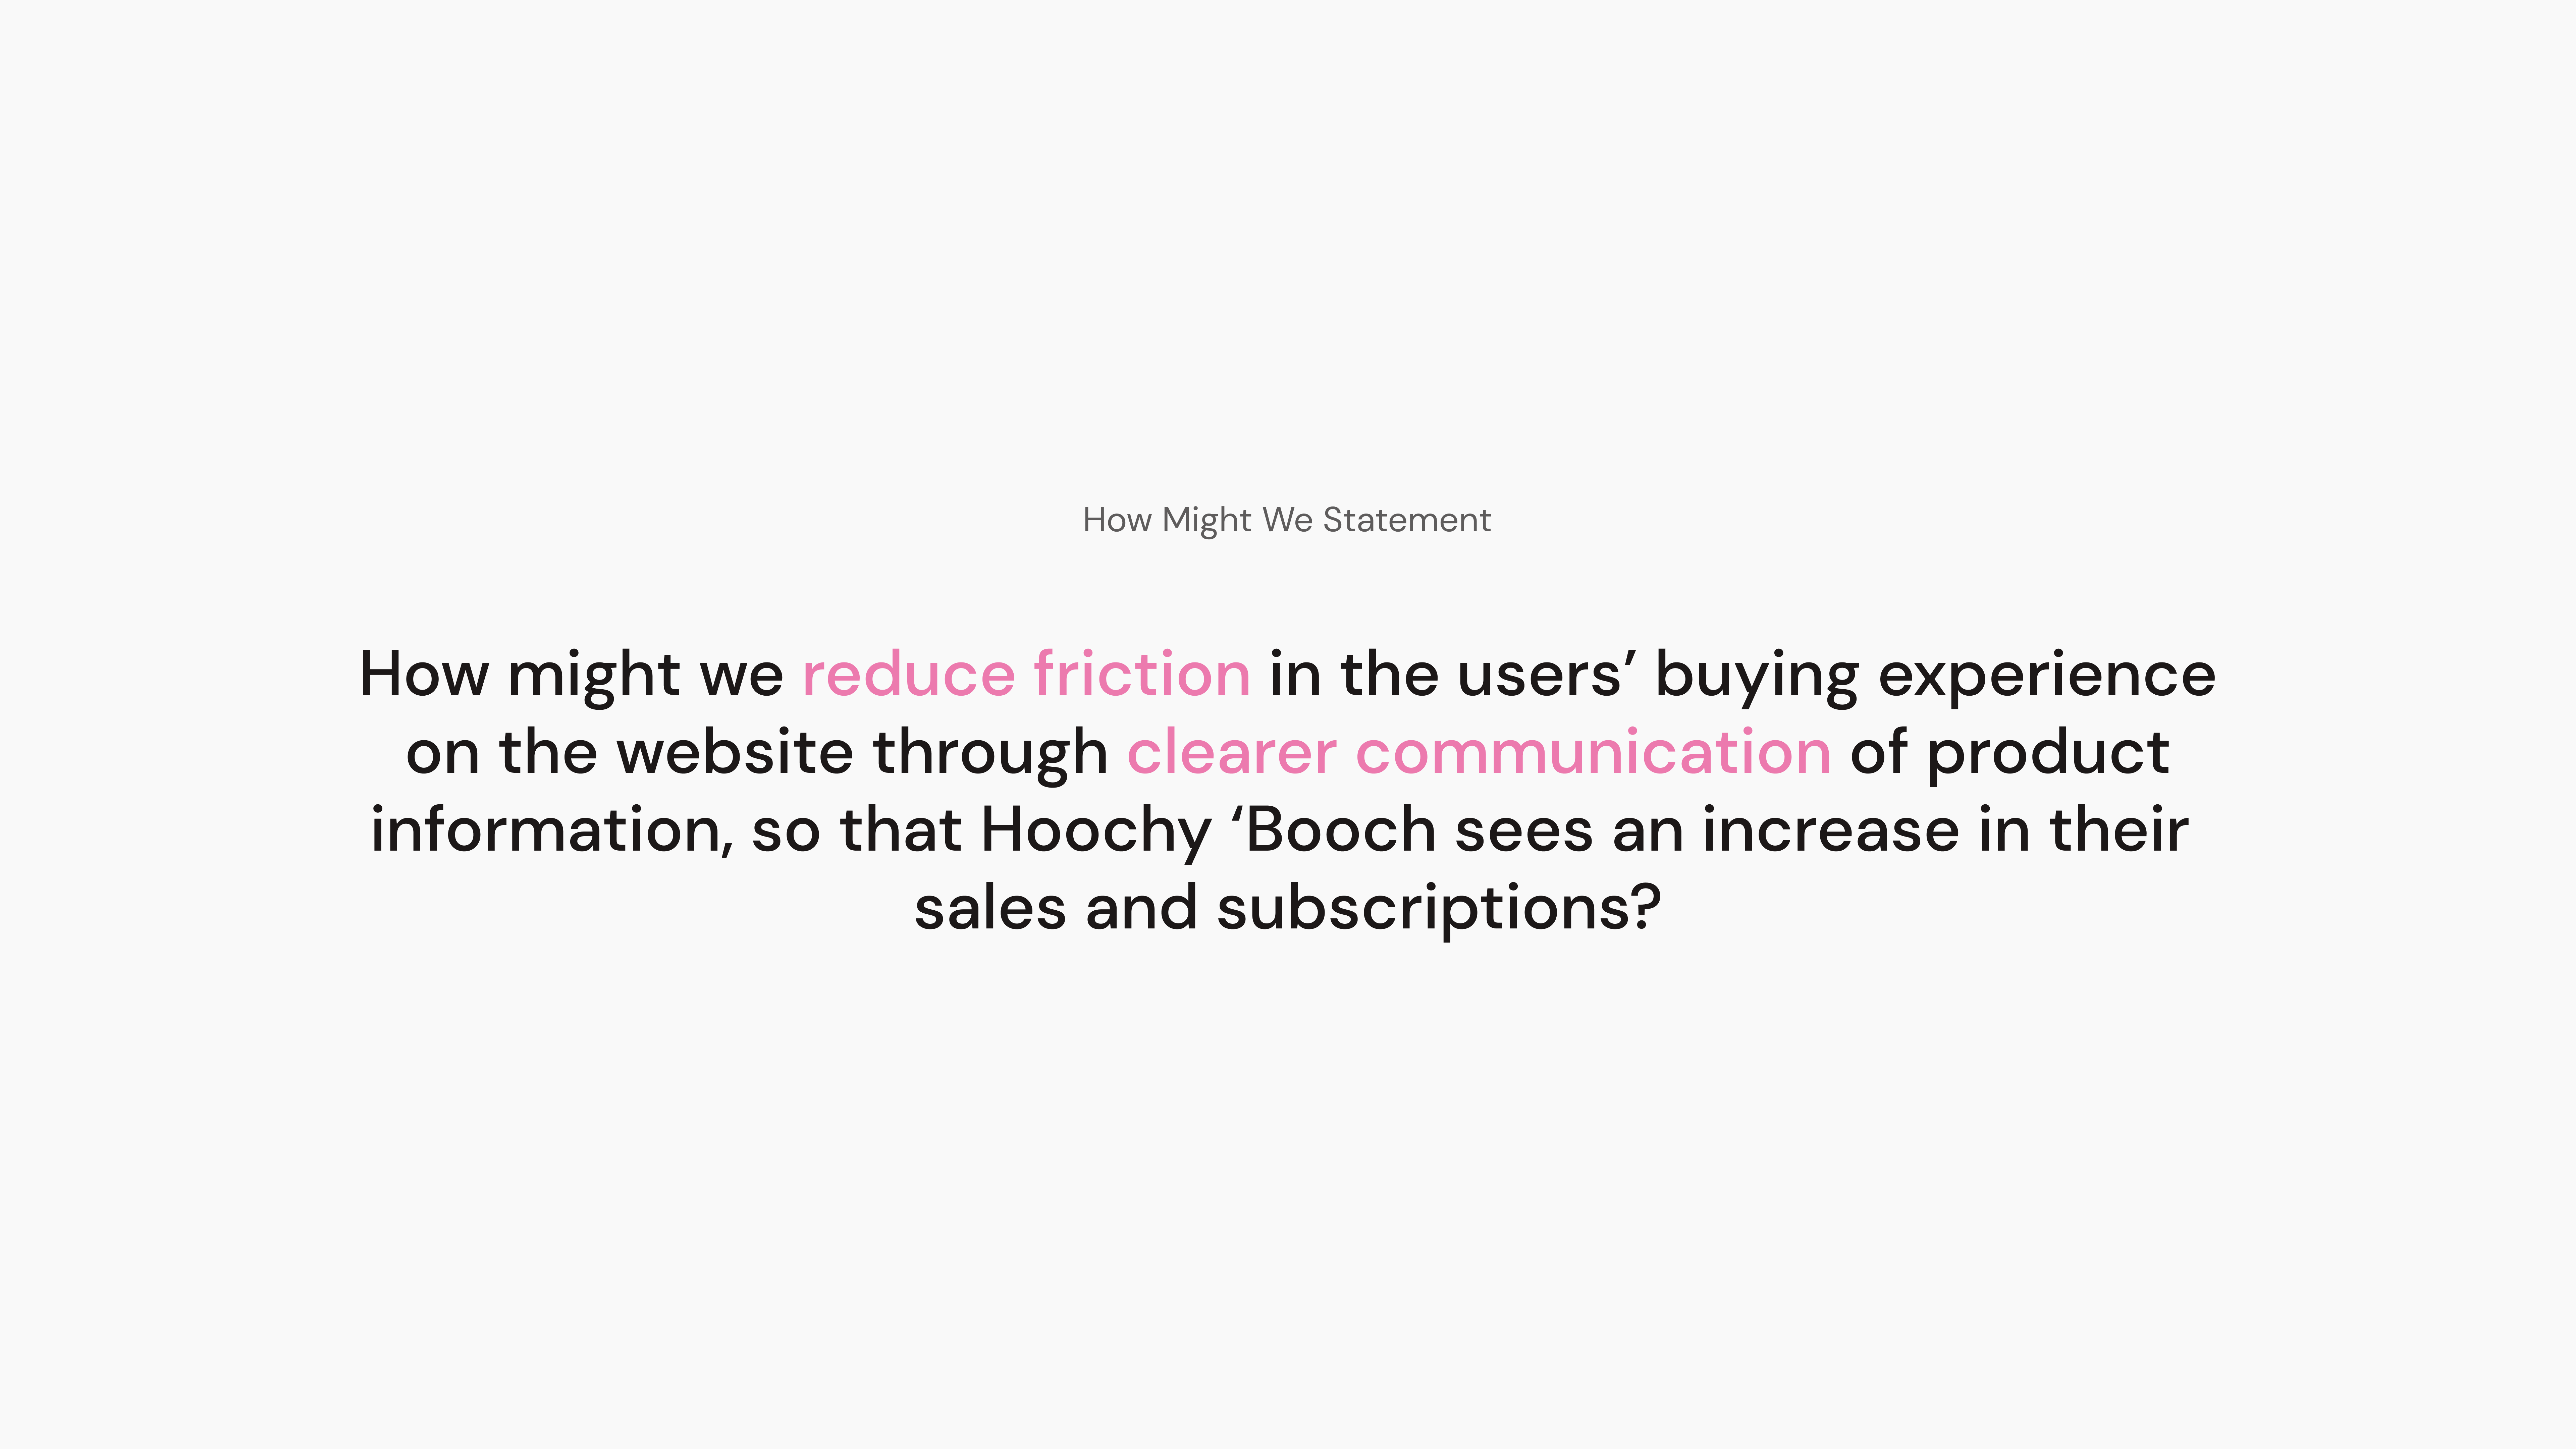 How Might We Statement
How might we reduce friction in the users’ buying experience
on the website through clearer communication of product
information, so that Hoochy ‘Booch sees an increase in their
sales and subscriptions?